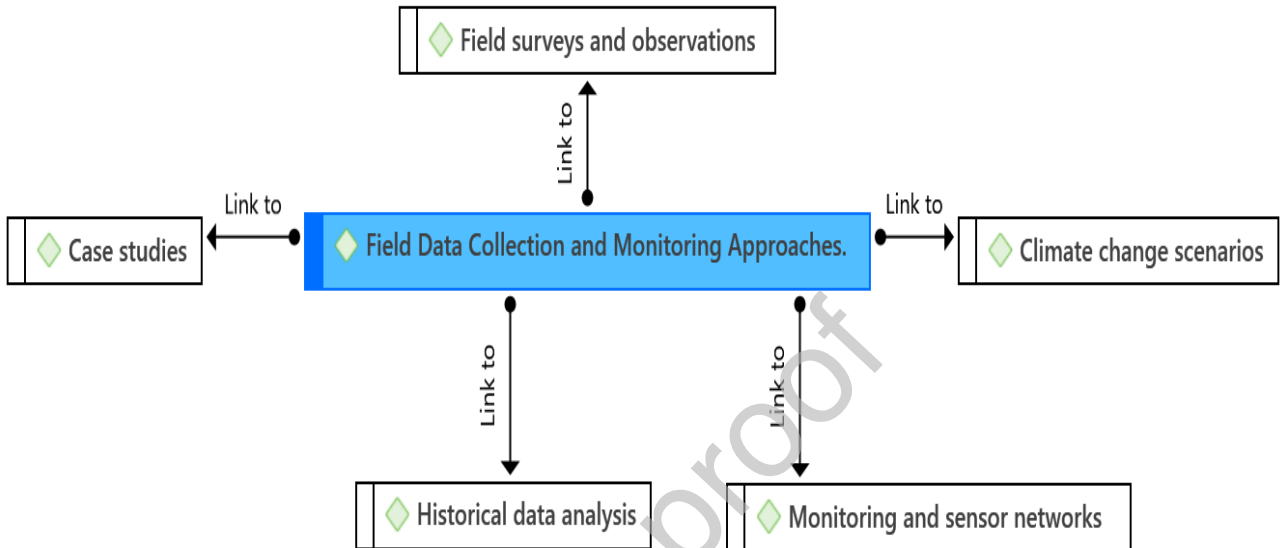 Field surveys and observations
Link to
Link to
Link to
Case studies
Field Data Collection and Monitoring Approaches.
Climate change scenarios
Link to
Link to
proof
Historical data analysis
Monitoring and sensor networks